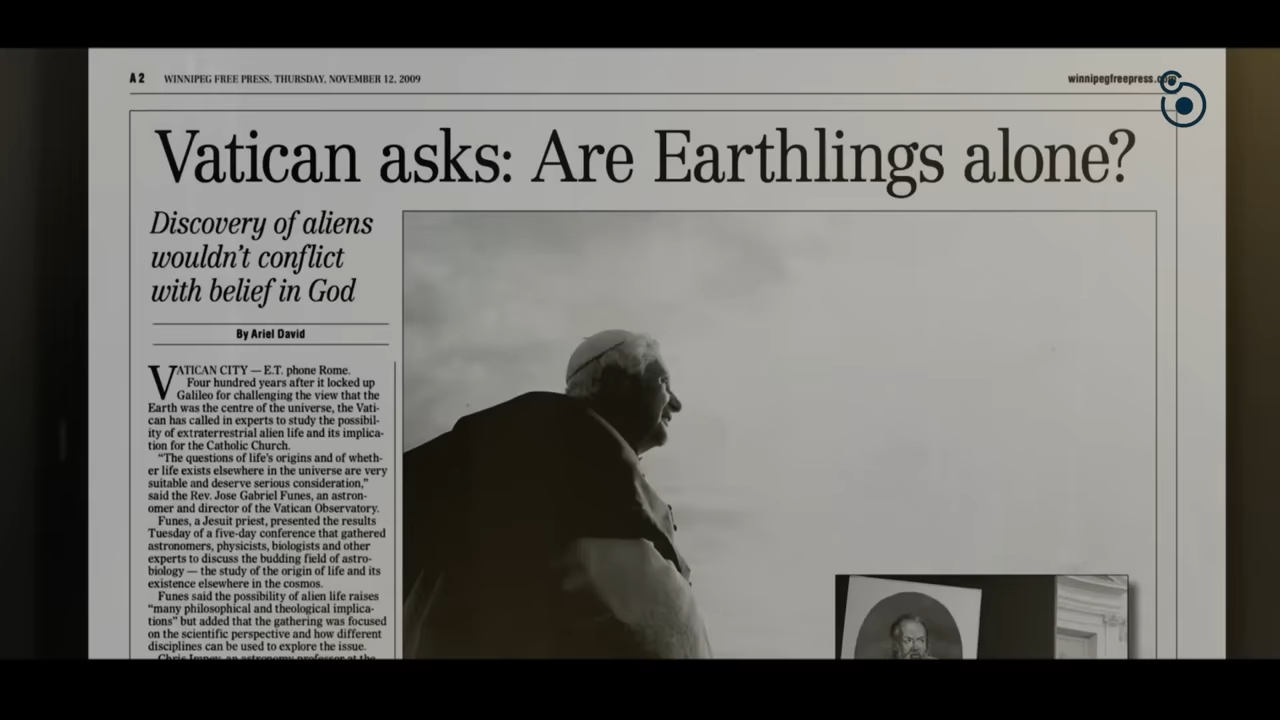 A 2 WINNIPEG FREE PRESS, THURSDAY, NOVEMBER 12, 2009
Vatican asks: Are Earthlings alone?
Discovery of aliens
wouldn't conflict
with belief in God
By Ariel David
VATICAN CITY — E.T. phone Rome.
Four hundred years after it locked up
Galileo for challenging the view that the
Earth was the centre of the universe, the Vati-
can has called in experts to study the possibil-
ity of extraterrestrial alien life and its implica-
tion for the Catholic Church.
"The questions of life's origins and of wheth-
er life exists elsewhere in the universe are very
suitable and deserve serious consideration,"
said the Rev. Jose Gabriel Funes, an astron-
omer and director of the Vatican Observatory.
Funes, a Jesuit priest, presented the results
Tuesday of a five-day conference that gathered
astronomers, physicists, biologists and other
experts to discuss the budding field of astro-
biology — the study of the origin of life and its
existence elsewhere in the cosmos.
Funes said the possibility of alien life raises
"many philosophical and theological implica-
tions" but added that the gathering was focused
on the scientific perspective and how different
disciplines can be used to explore the issue.